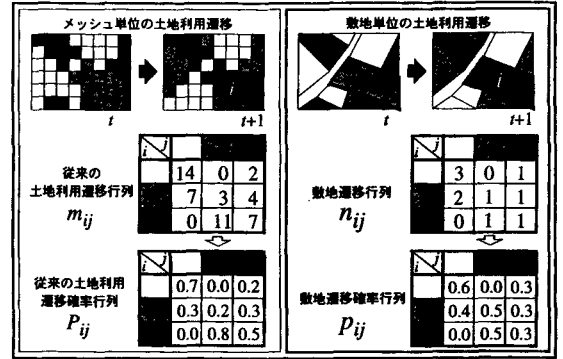 メッシュ単位の土地利用遷移
t
t+1
従来の
土地利用遷移行列
mij
i j
14 0 2
7 3 4
0 11 7
従来の土地利用
遷移確率行列
Pij
i j
0.7 0.0 0.2
0.3 0.2 0.3
0.0 0.8 0.5
敷地単位の土地利用遷移
i
t
t+1
敷地遷移行列
nij
i j
3 0 1
2 1 1
0 1 1
敷地遷移確率行列
pij
i j
0.6 0.0 0.3
0.4 0.5 0.3
0.0 0.5 0.3